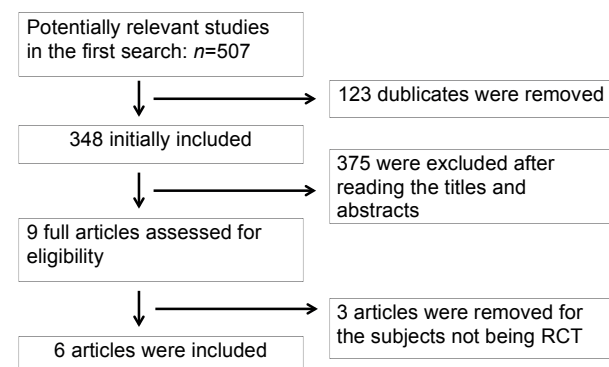 Potentially relevant studies
in the first search: n=507
123 dublicates were removed
348 initially included
375 were excluded after
reading the titles and
abstracts
9 full articles assessed for
eligibility
3 articles were removed for
the subjects not being RCT
6 articles were included